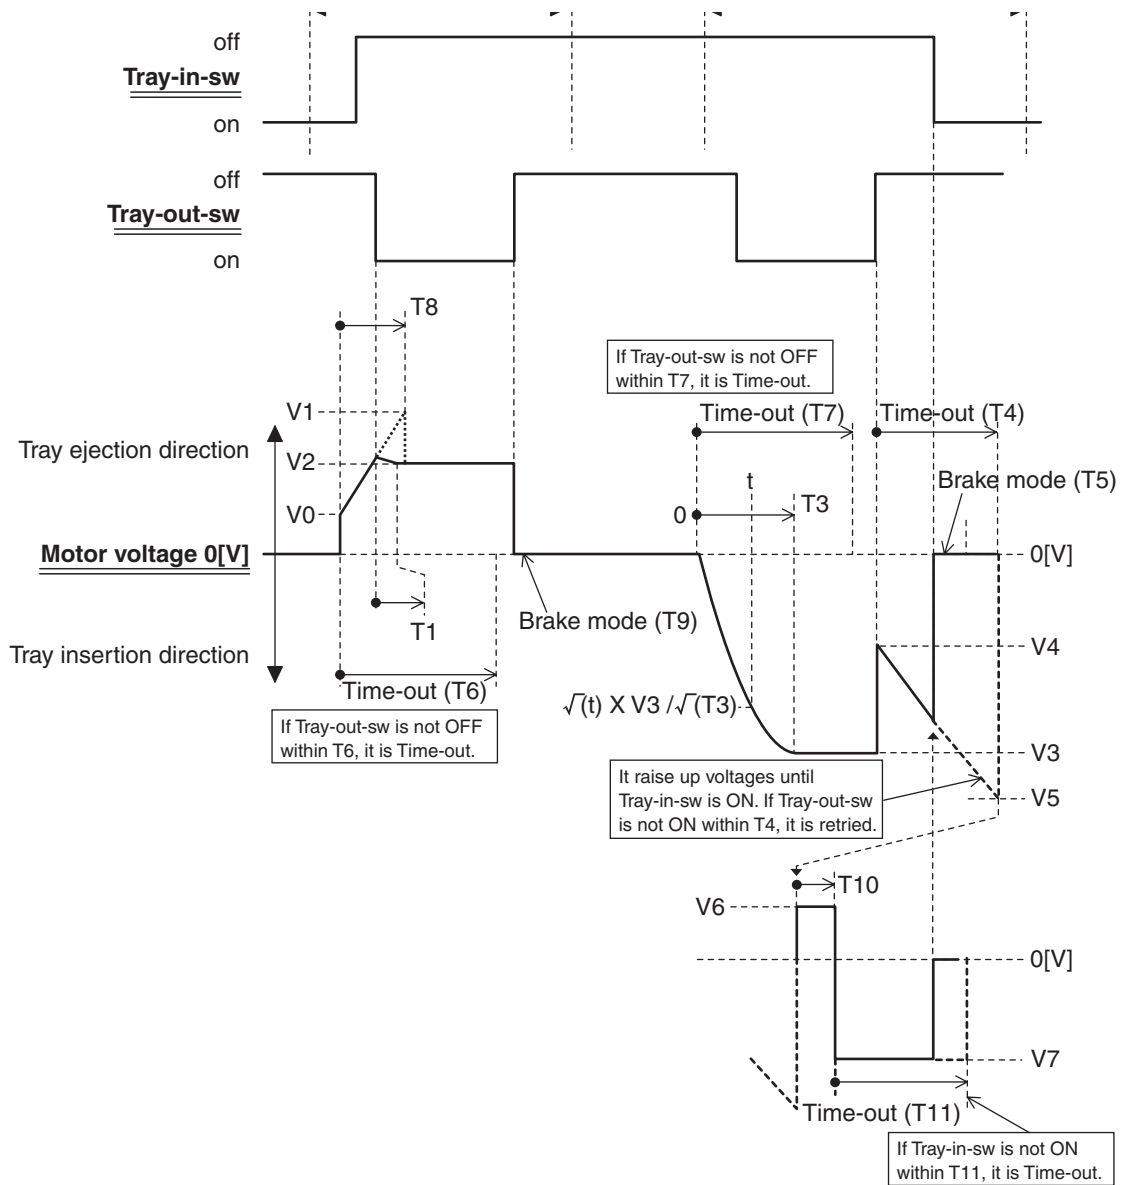 off
Tray-in-sw
on
off
Tray-out-sw
on
T8
If Tray-out-sw is not OFF
within T7, it is Time-out.
V1
Time-out (T7)
Time-out (T4)
Tray ejection direction
V2
t
Brake mode (T5)
V0
0
T3
Motor voltage 0[V]
0[V]
T1
Brake mode (T9)
V4
Tray insertion direction
Time-out (T6)
√(t) X V3 /√(T3)
If Tray-out-sw is not OFF
within T6, it is Time-out.
V3
It raise up voltages until
Tray-in-sw is ON. If Tray-out-sw
is not ON within T4, it is retried.
V5
T10
V6
0[V]
V7
Time-out (T11)
If Tray-in-sw is not ON
within T11, it is Time-out.